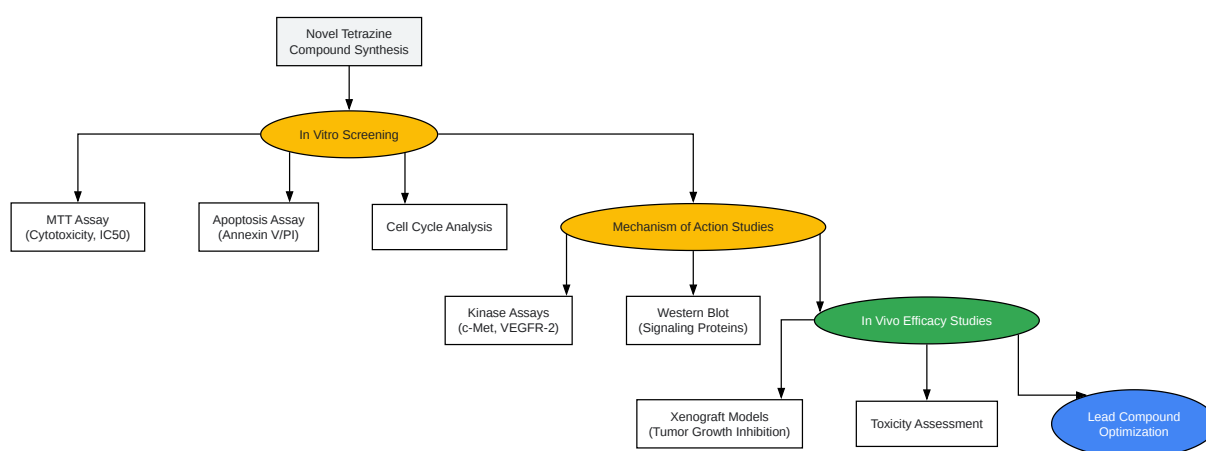 Novel Tetrazine
Compound Synthesis
In Vitro Screening
MTT Assay
(Cytotoxicity, IC50)
Apoptosis Assay
(Annexin V/PI)
Cell Cycle Analysis
Mechanism of Action Studies
Kinase Assays
(c-Met, VEGFR-2)
Western Blot
(Signaling Proteins)
In Vivo Efficacy Studies
Xenograft Models
(Tumor Growth Inhibition)
Toxicity Assessment
Lead Compound
Optimization